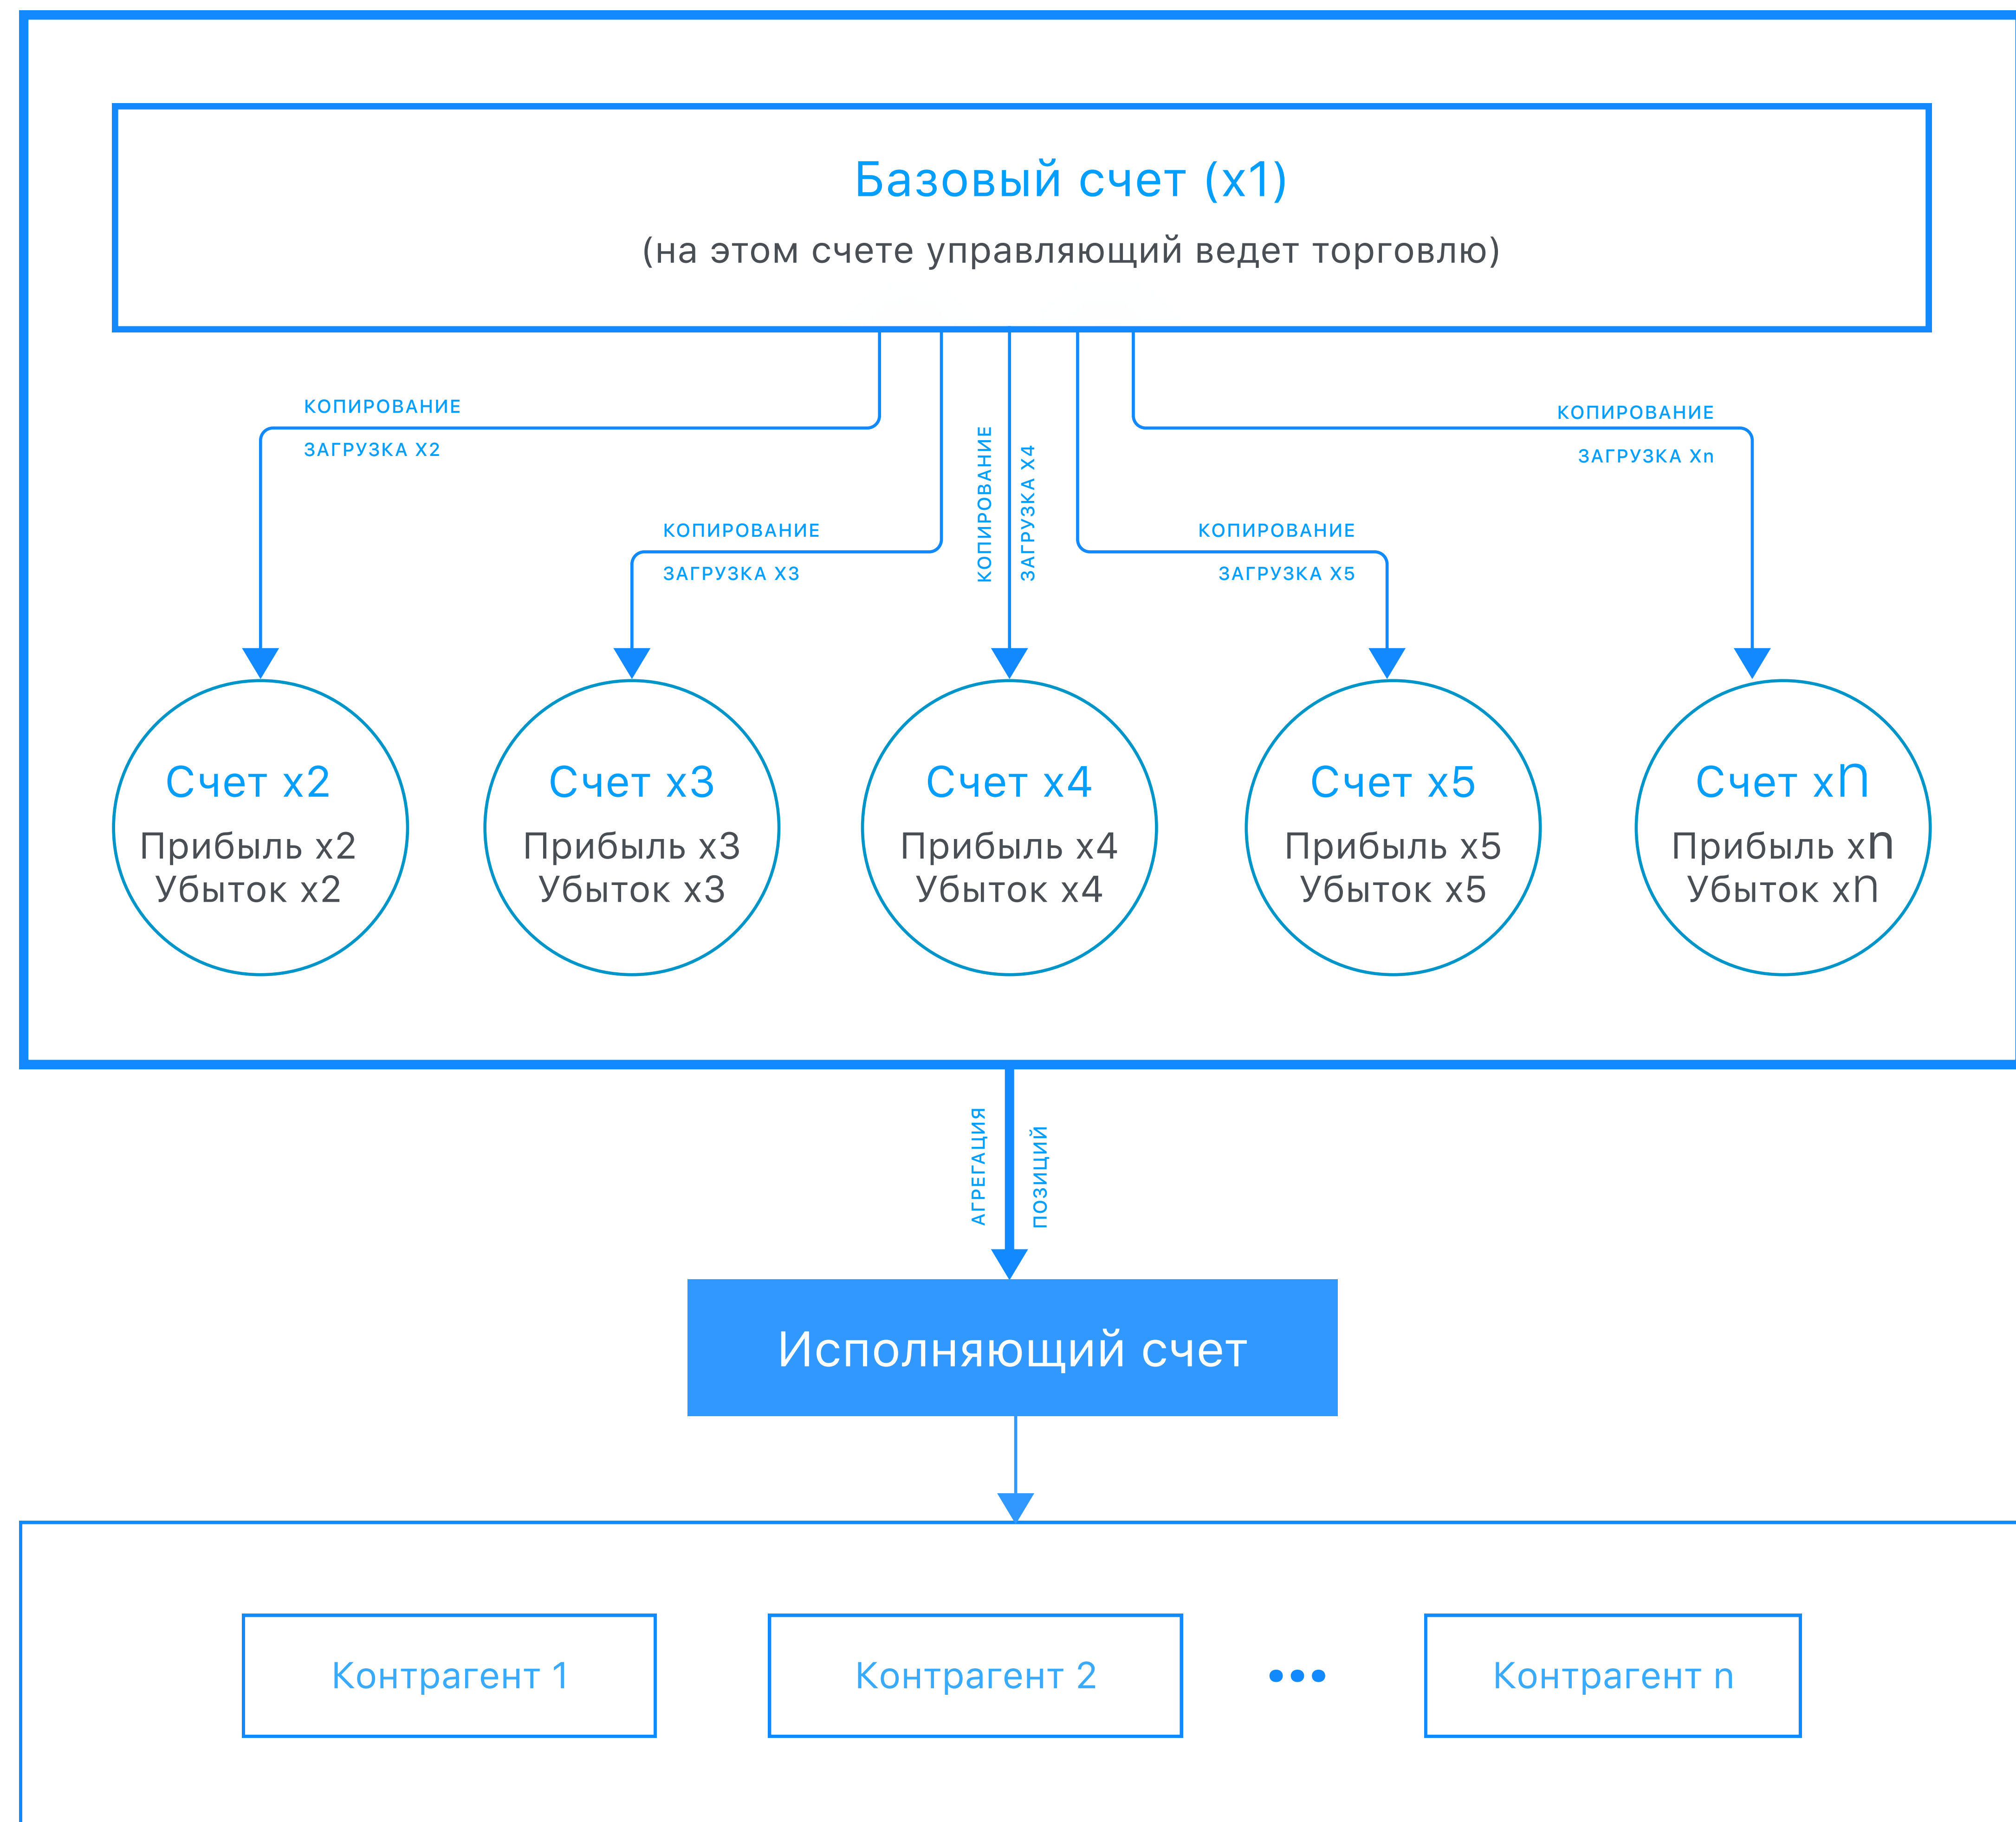 Базовый счет (x1)
(на этом счете управляющий ведет торговлю)
КОПИРОВАНИЕ
ЗАГРУЗКА X2
КОПИРОВАНИЕ
ЗАГРУЗКА X3
КОПИРОВАНИЕ
ЗАГРУЗКА X4
КОПИРОВАНИЕ
ЗАГРУЗКА X5
КОПИРОВАНИЕ
ЗАГРУЗКА Xn
Счет x2
Прибыль x2
Убыток x2
Счет x3
Прибыль x3
Убыток x3
Счет x4
Прибыль x4
Убыток x4
Счет x5
Прибыль x5
Убыток x5
Счет xn
Прибыль xn
Убыток xn
АГРЕГАЦИЯ
ПОЗИЦИЙ
Исполняющий счет
Контрагент 1
Контрагент 2
•••
Контрагент n